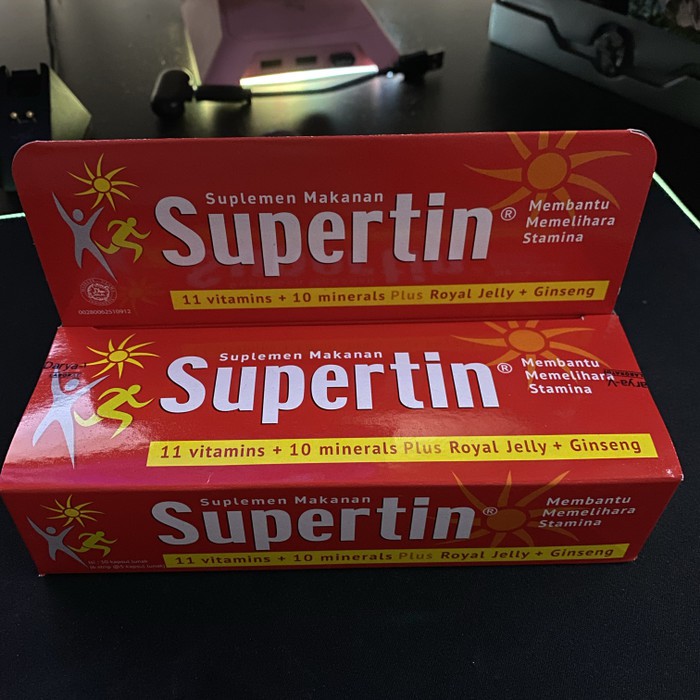 Suplemen Makanan
Supertin®
Membantu
Memelihara
Stamina
11 vitamins + 10 minerals Plus Royal Jelly + Ginseng
00280062510912
Suplemen Makanan
Supertin®
Membantu
Memelihara
Stamina
11 vitamins + 10 minerals Plus Royal Jelly + Ginseng
Suplemen Makanan
Supertin®
Membantu
Memelihara
Stamina
11 vitamins + 10 minerals Plus Royal Jelly + Ginseng